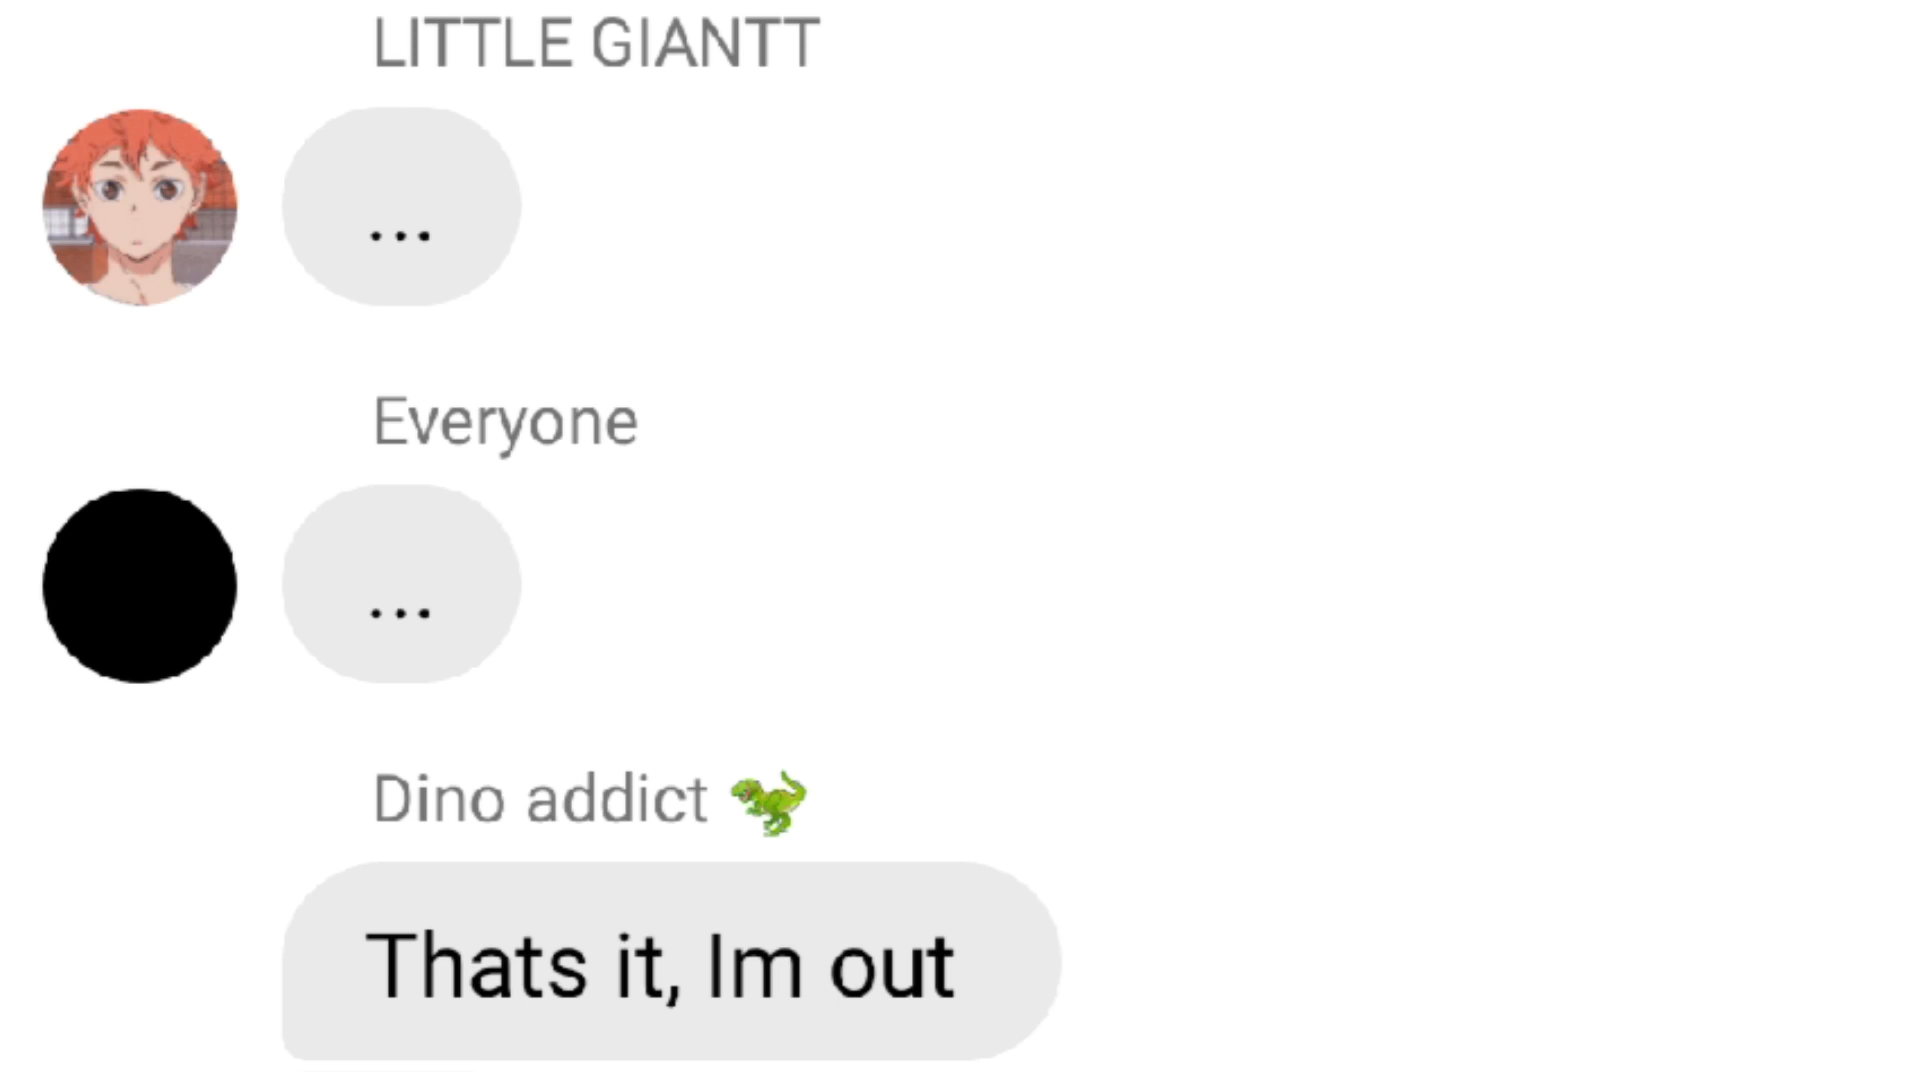 LITTLE GIANTT
...
Everyone
...
Dino addict 🦖
Thats it, Im out